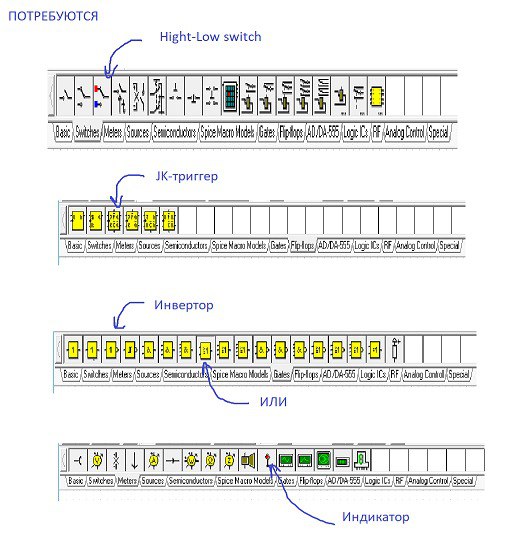 ПОТРЕБУЮТСЯ
Hight-Low switch
Basic Switches Meters Sources Semiconductors Spice Macro Models Gates Flip-flops AD/DA-555 Logic ICs RF Analog Control Special
JK-триггер
Basic Switches Meters Sources Semiconductors Spice Macro Models Gates Flip-flops AD/DA-555 Logic ICs RF Analog Control Special
Инвертор
Basic Switches Meters Sources Semiconductors Spice Macro Models Gates Flip-flops AD/DA-555 Logic ICs RF Analog Control Special
ИЛИ
Basic Switches Meters Sources Semiconductors Spice Macro Models Gates Flip-flops AD/DA-555 Logic ICs RF Analog Control Special
Индикатор